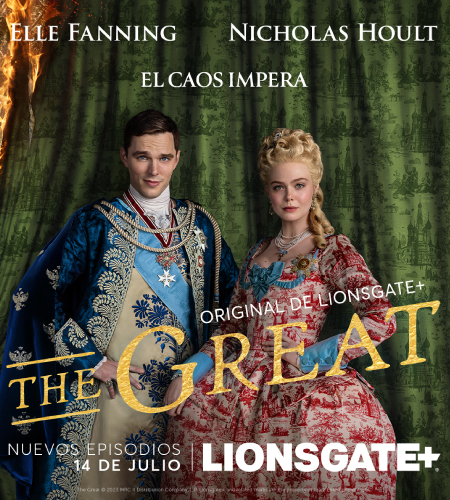 ELLE FANNING
NICHOLAS HOULT
EL CAOS IMPERA
ORIGINAL DE LIONSGATE+
THE GREAT
NUEVOS EPISODIOS
14 DE JULIO
LIONSGATE+